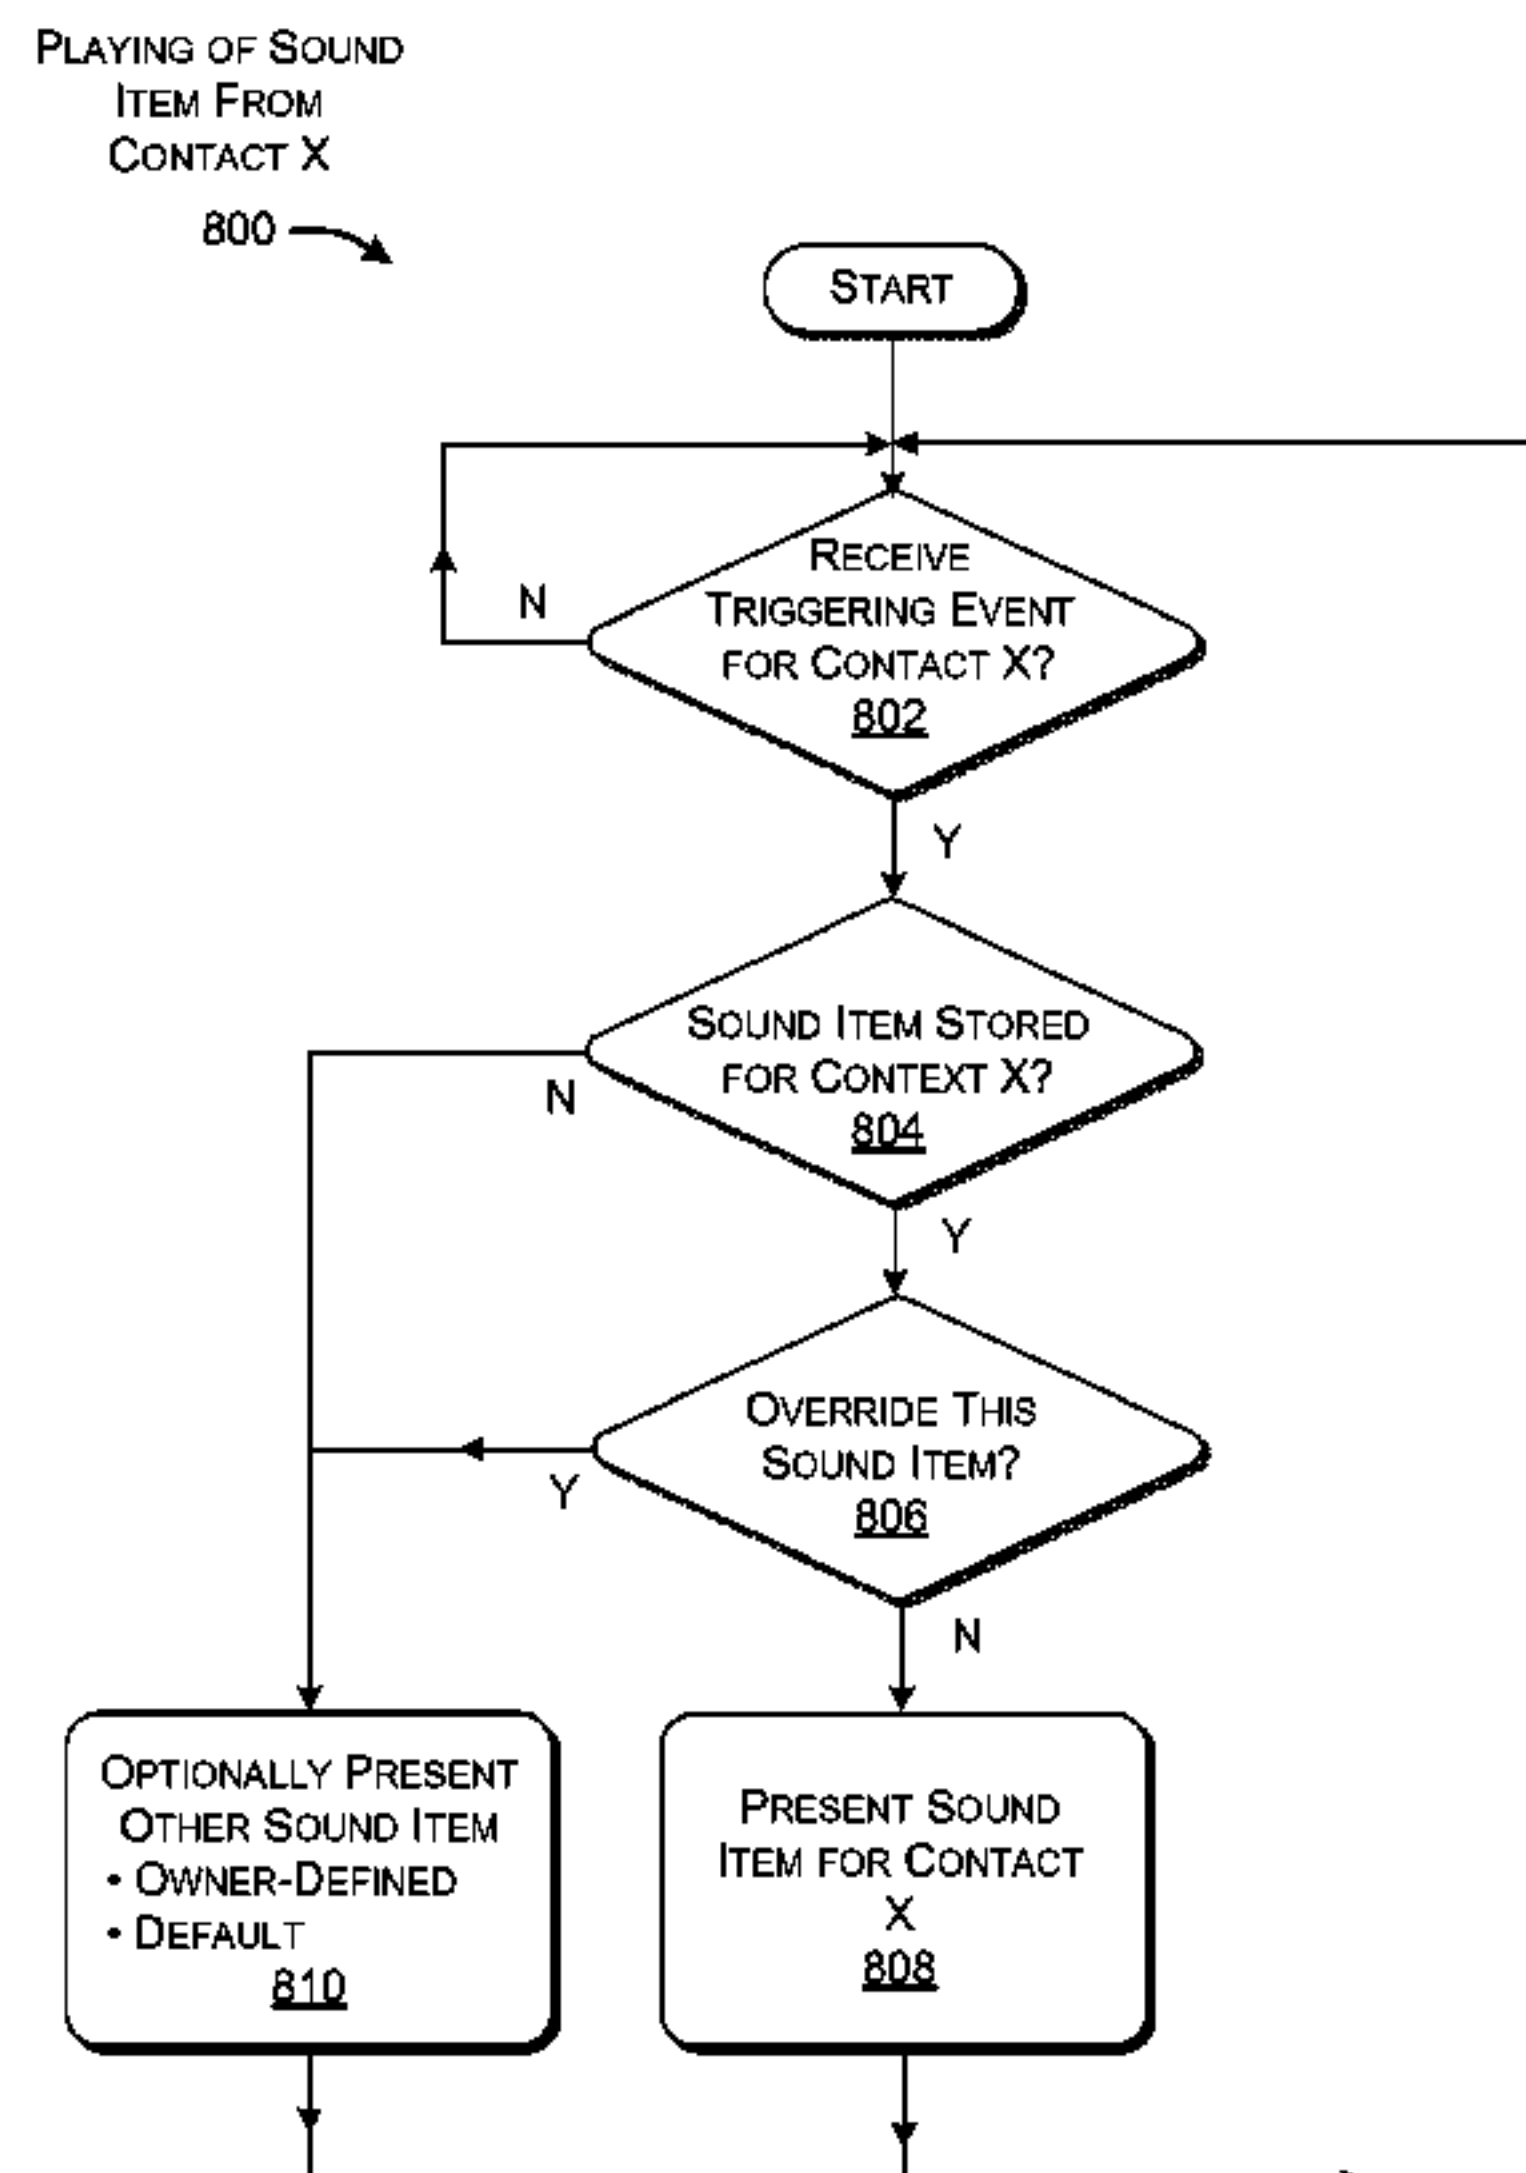 PLAYING OF SOUND
ITEM FROM
CONTACT X
800
START
RECEIVE
TRIGGERING EVENT
FOR CONTACT X?
802
N
Y
SOUND ITEM STORED
FOR CONTEXT X?
804
N
Y
OVERRIDE THIS
SOUND ITEM?
806
Y
N
OPTIONALLY PRESENT
OTHER SOUND ITEM
• OWNER-DEFINED
• DEFAULT
810
PRESENT SOUND
ITEM FOR CONTACT
X
808